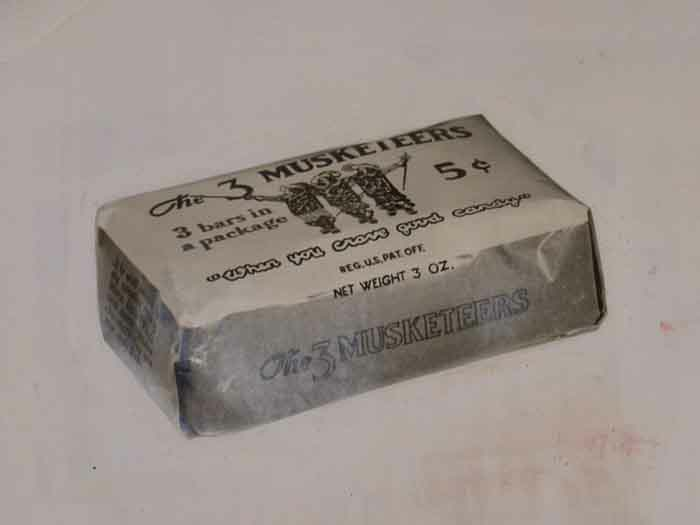 The 3 MUSKETEERS
5¢
3 bars in
a package
"When you crave good candy"
REG. U.S. PAT. OFF.
NET WEIGHT 3 OZ.
The 3 MUSKETEERS